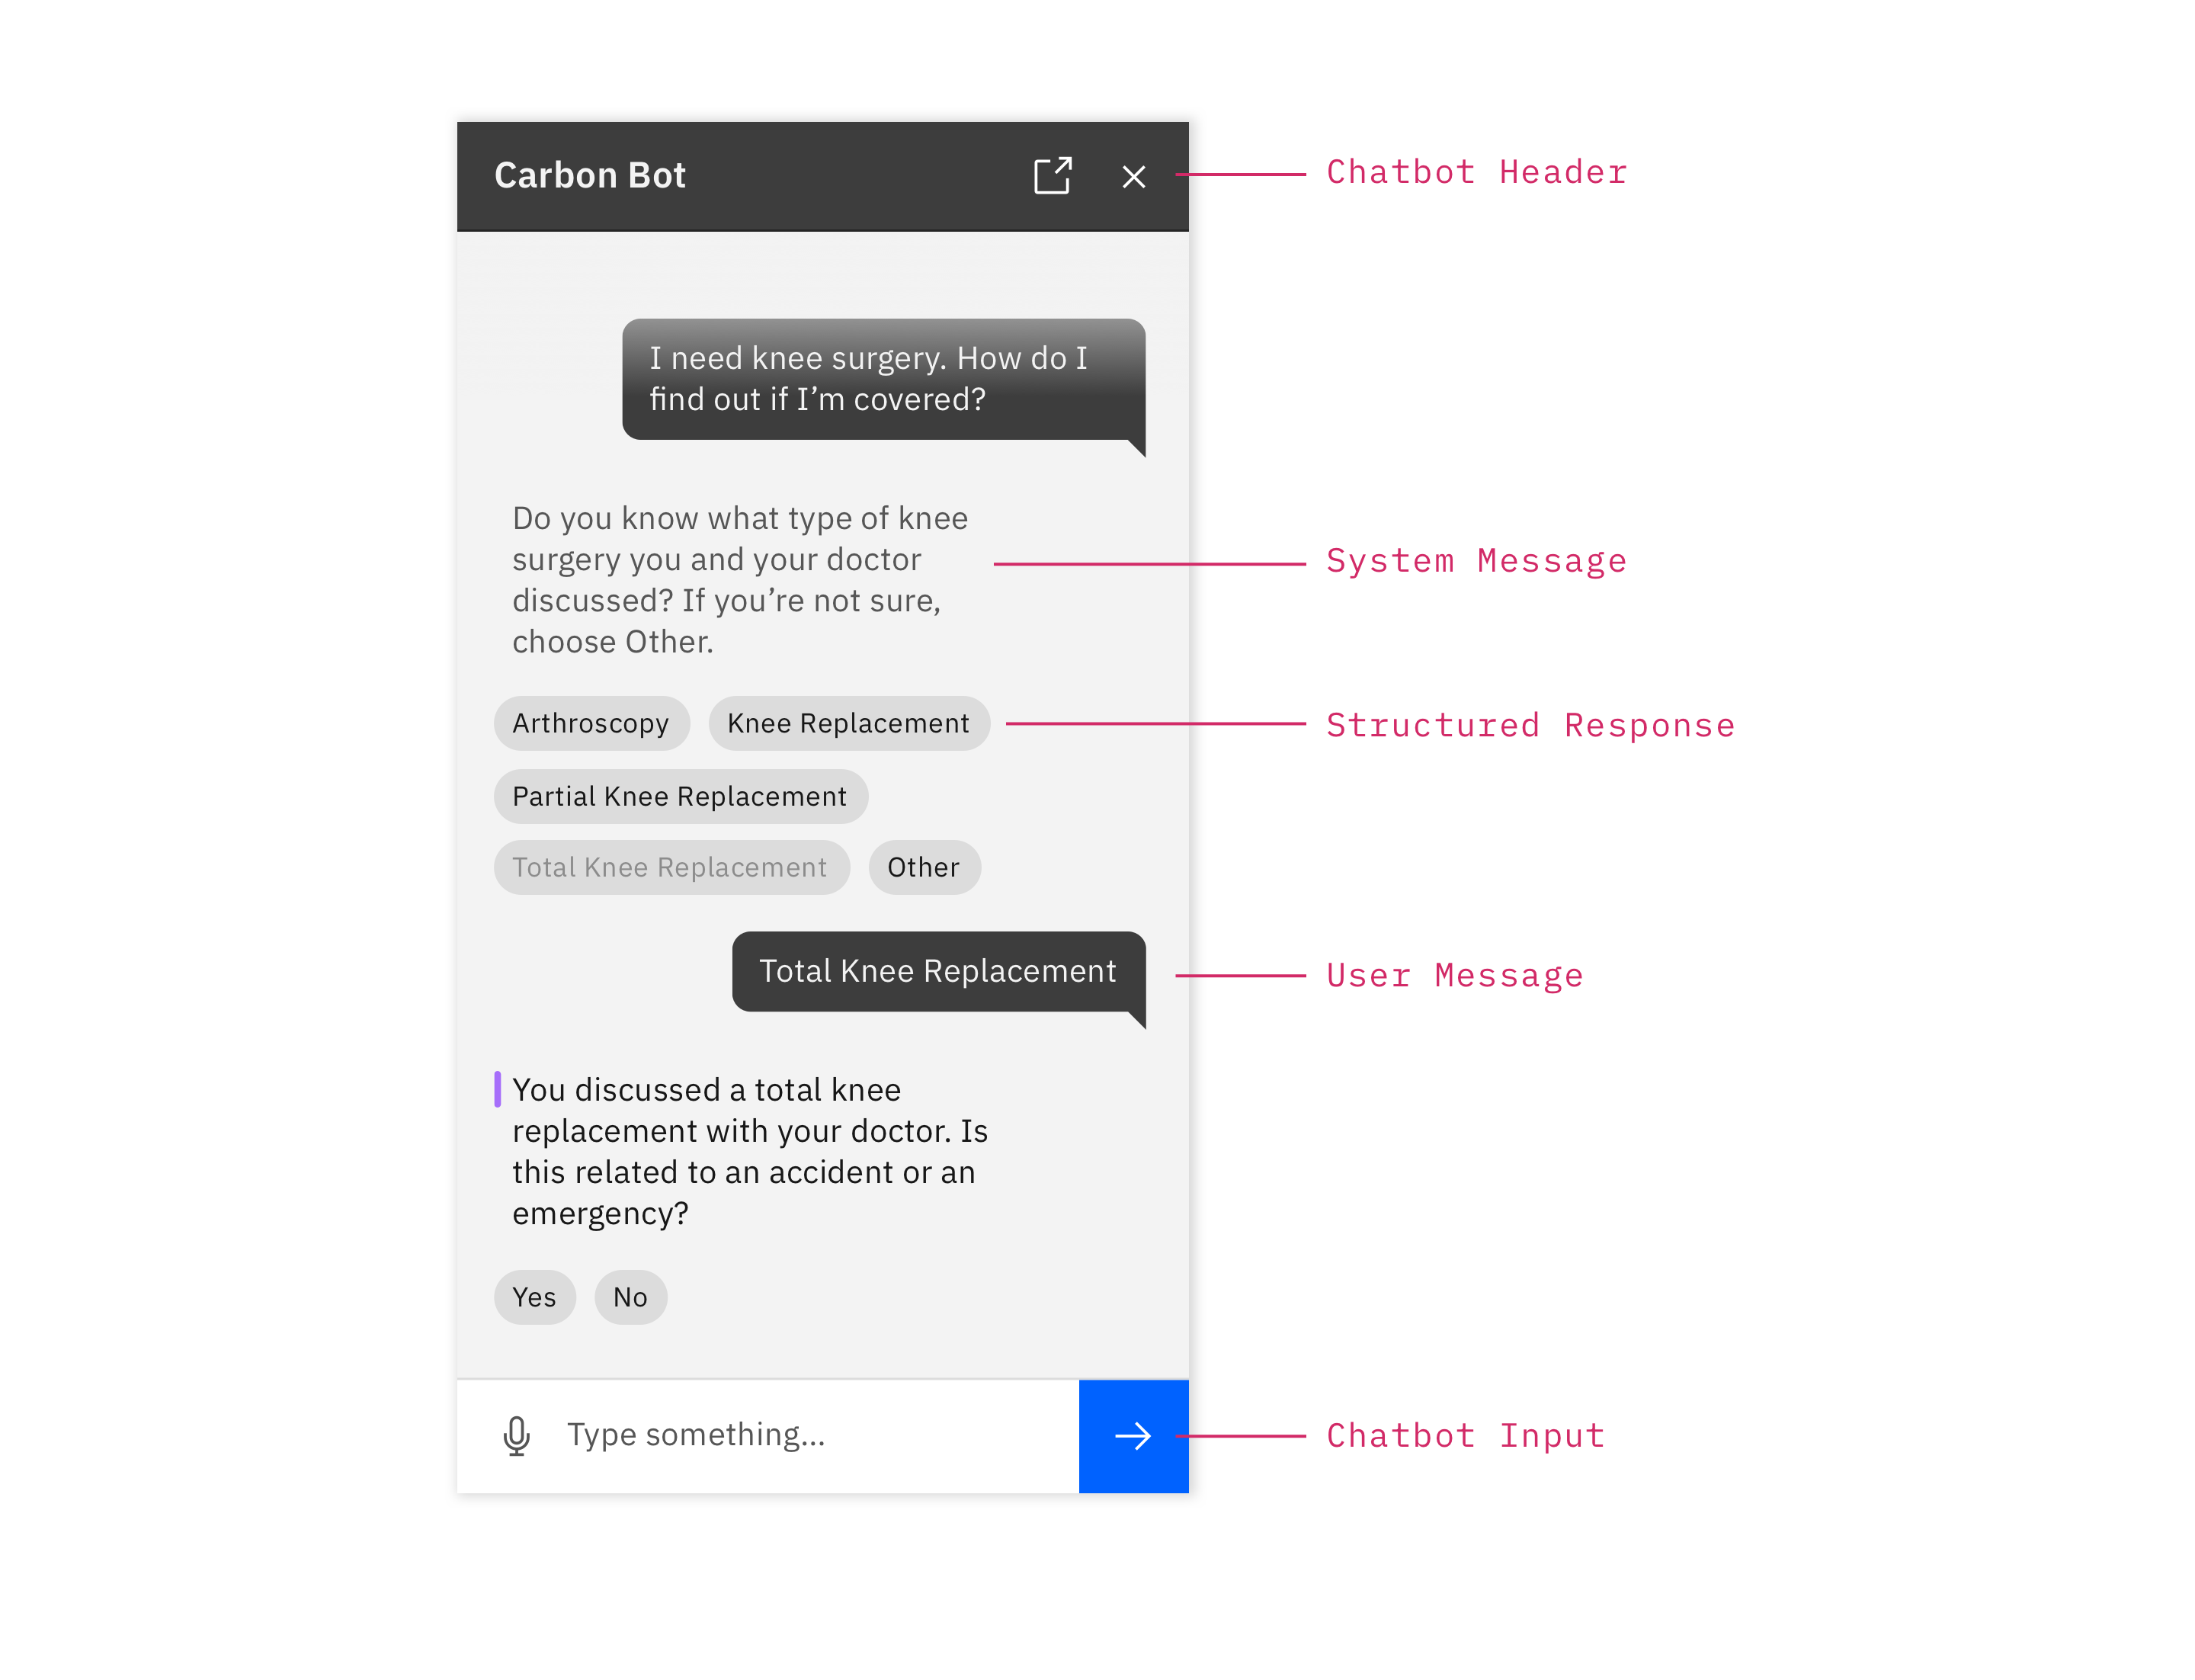 Carbon Bot
Chatbot Header
I need knee surgery. How do I
find out if I’m covered?
Do you know what type of knee
surgery you and your doctor
discussed? If you’re not sure,
choose Other.
System Message
Arthroscopy
Knee Replacement
Structured Response
Partial Knee Replacement
Total Knee Replacement
Other
Total Knee Replacement
User Message
You discussed a total knee
replacement with your doctor. Is
this related to an accident or an
emergency?
Yes
No
Type something...
Chatbot Input